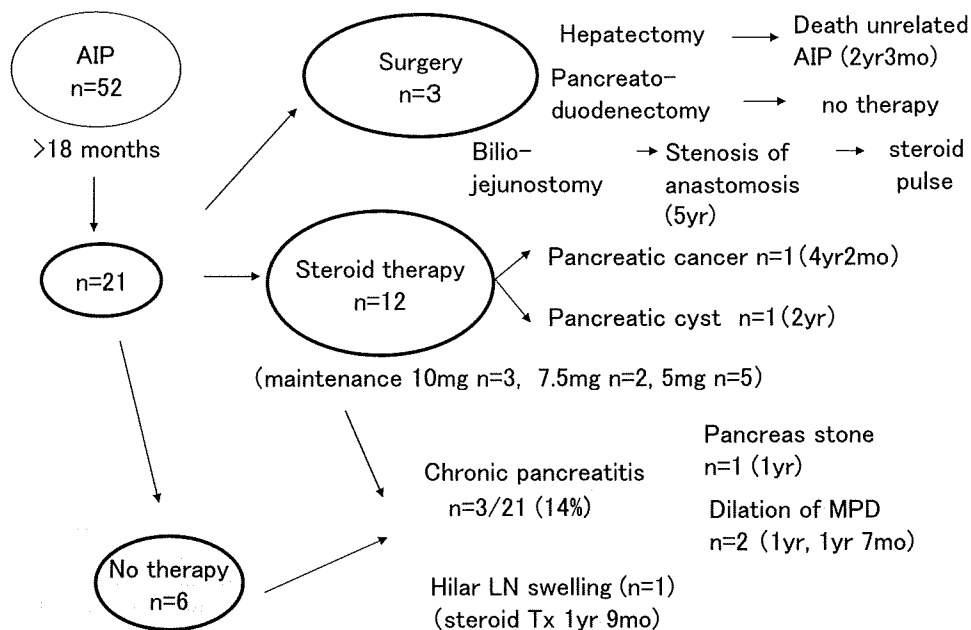 AIP
n=52
>18 months
n=21
Surgery
n=3
Hepatectomy
Death unrelated
AIP (2yr3mo)
Pancreato-
duodenectomy
no therapy
Bilio-
jejunostomy
Stenosis of
anastomosis
(5yr)
steroid
pulse
Steroid therapy
n=12
Pancreatic cancer n=1 (4yr2mo)
Pancreatic cyst n=1 (2yr)
(maintenance 10mg n=3, 7.5mg n=2, 5mg n=5)
Chronic pancreatitis
n=3/21 (14%)
Pancreas stone
n=1 (1yr)
Dilation of MPD
n=2 (1yr, 1yr 7mo)
No therapy
n=6
Hilar LN swelling (n=1)
(steroid Tx 1yr 9mo)